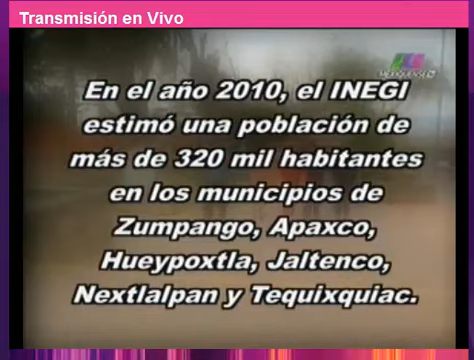 Transmisión en Vivo
MEXIQUENSE
En el año 2010, el INEGI
estimó una población de
más de 320 mil habitantes
en los municipios de
Zumpango, Apaxco,
Hueypoxtla, Jaltenco,
Nextlalpan y Tequixquiac.